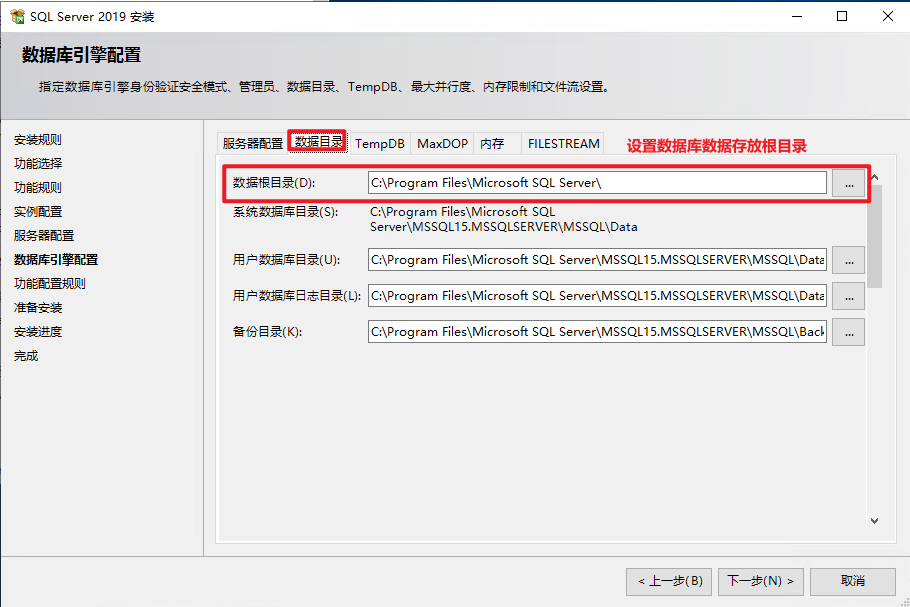 SQL Server 2019 安装
数据库引擎配置
指定数据库引擎身份验证安全模式、管理员、数据目录、TempDB、最大并行度、内存限制和文件流设置。
安装规则
功能选择
功能规则
实例配置
服务器配置
数据库引擎配置
功能配置规则
准备安装
安装进度
完成
服务器配置 数据目录 TempDB MaxDOP 内存 FILESTREAM
设置数据库数据存放根目录
数据根目录(D): C:\Program Files\Microsoft SQL Server\ ...
系统数据库目录(S): C:\Program Files\Microsoft SQL
Server\MSSQL15.MSSQLSERVER\MSSQL\Data
用户数据库目录(U): C:\Program Files\Microsoft SQL Server\MSSQL15.MSSQLSERVER\MSSQL\Data ...
用户数据库日志目录(L): C:\Program Files\Microsoft SQL Server\MSSQL15.MSSQLSERVER\MSSQL\Data ...
备份目录(K): C:\Program Files\Microsoft SQL Server\MSSQL15.MSSQLSERVER\MSSQL\Back ...
< 上一步(B) 下一步(N) > 取消